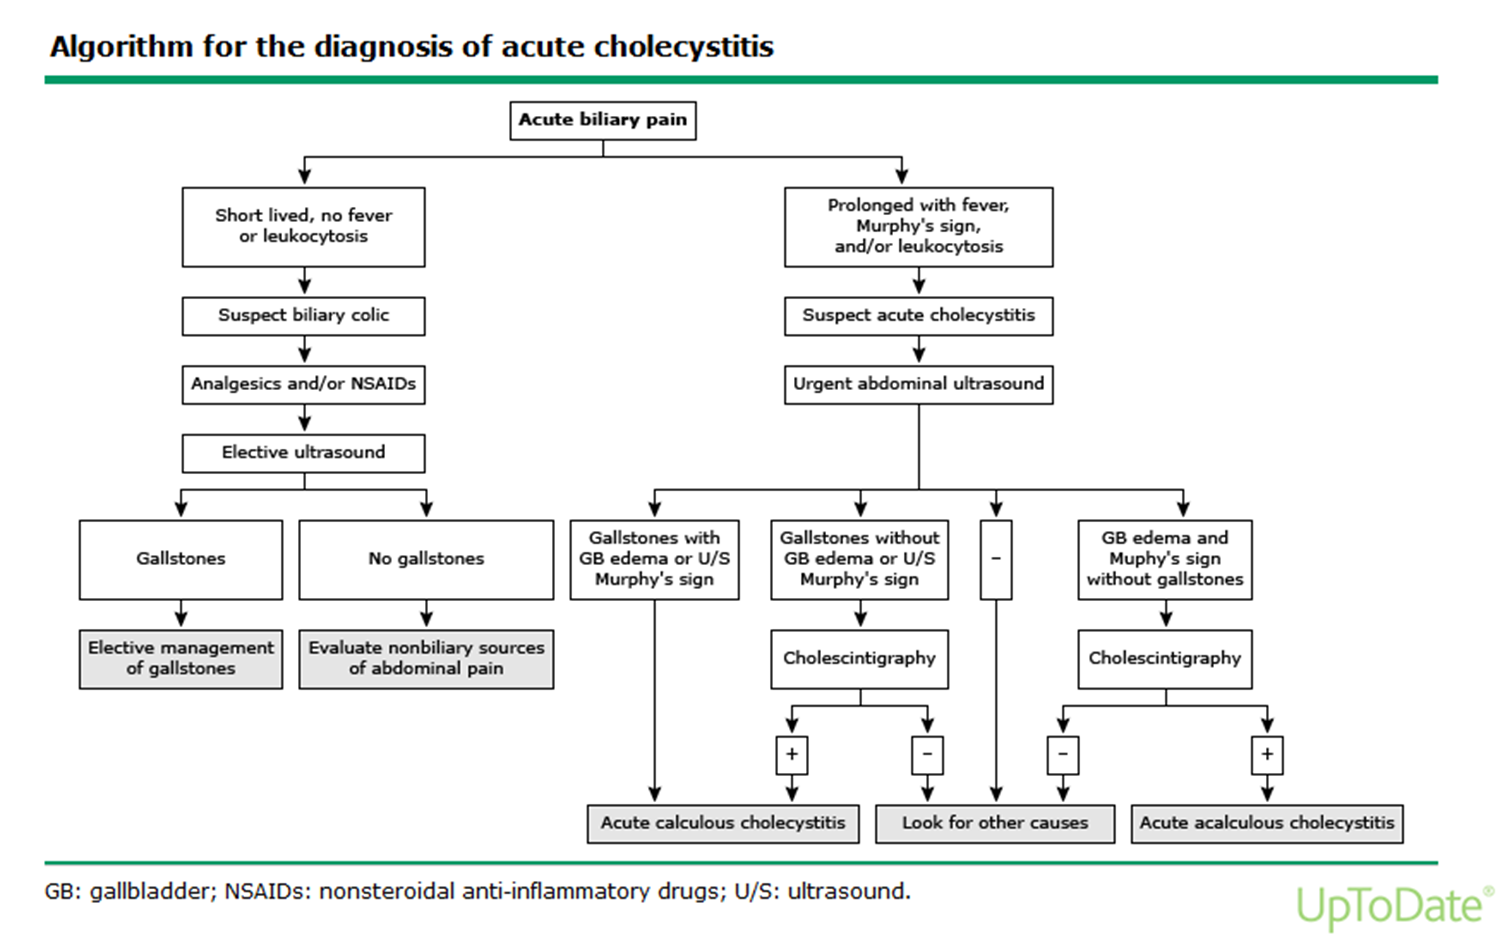 Algorithm for the diagnosis of acute cholecystitis
Acute biliary pain
Short lived, no fever
or leukocytosis
Prolonged with fever,
Murphy's sign,
and/or leukocytosis
Suspect biliary colic
Suspect acute cholecystitis
Analgesics and/or NSAIDs
Urgent abdominal ultrasound
Elective ultrasound
Gallstones
No gallstones
Gallstones with
GB edema or U/S
Murphy's sign
Gallstones without
GB edema or U/S
Murphy's sign
–
GB edema and
Muphy's sign
without gallstones
Elective management
of gallstones
Evaluate nonbiliary sources
of abdominal pain
Cholescintigraphy
Cholescintigraphy
+
–
–
+
Acute calculous cholecystitis
Look for other causes
Acute acalculous cholecystitis
GB: gallbladder; NSAIDs: nonsteroidal anti-inflammatory drugs; U/S: ultrasound.
UpToDate®